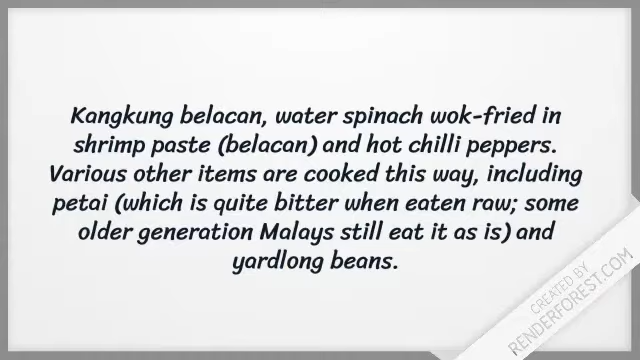 Kangkung belacan, water spinach wok-fried in
shrimp paste (belacan) and hot chilli peppers.
Various other items are cooked this way, including
petai (which is quite bitter when eaten raw; some
older generation Malays still eat it as is) and
yardlong beans.
CREATED BY
RENDERFOREST.COM